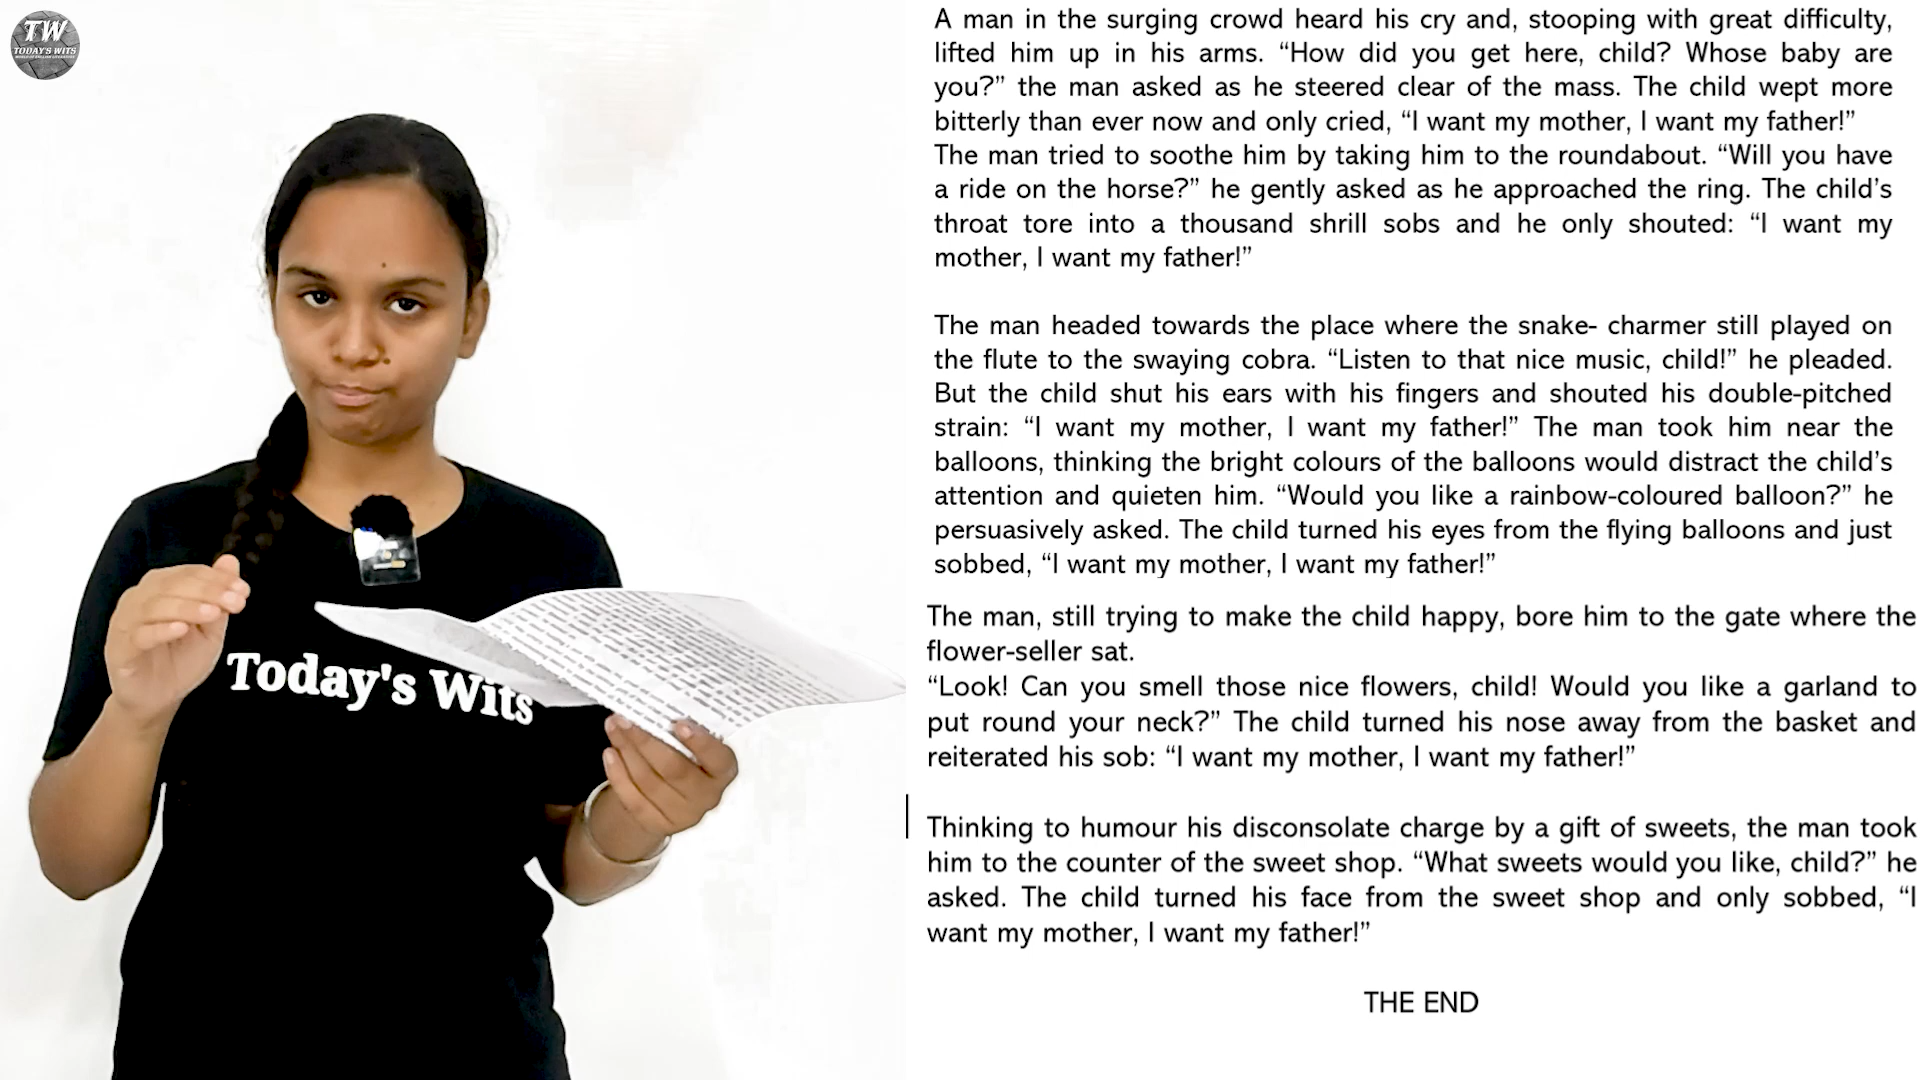 TW
TODAY'S WITS
Today's Wits
A man in the surging crowd heard his cry and, stooping with great difficulty,
lifted him up in his arms. “How did you get here, child? Whose baby are
you?” the man asked as he steered clear of the mass. The child wept more
bitterly than ever now and only cried, “I want my mother, I want my father!”
The man tried to soothe him by taking him to the roundabout. “Will you have
a ride on the horse?” he gently asked as he approached the ring. The child’s
throat tore into a thousand shrill sobs and he only shouted: “I want my
mother, I want my father!”
The man headed towards the place where the snake- charmer still played on
the flute to the swaying cobra. “Listen to that nice music, child!” he pleaded.
But the child shut his ears with his fingers and shouted his double-pitched
strain: “I want my mother, I want my father!” The man took him near the
balloons, thinking the bright colours of the balloons would distract the child’s
attention and quieten him. “Would you like a rainbow-coloured balloon?” he
persuasively asked. The child turned his eyes from the flying balloons and just
sobbed, “I want my mother, I want my father!”
The man, still trying to make the child happy, bore him to the gate where the
flower-seller sat.
“Look! Can you smell those nice flowers, child! Would you like a garland to
put round your neck?” The child turned his nose away from the basket and
reiterated his sob: “I want my mother, I want my father!”
Thinking to humour his disconsolate charge by a gift of sweets, the man took
him to the counter of the sweet shop. “What sweets would you like, child?” he
asked. The child turned his face from the sweet shop and only sobbed, “I
want my mother, I want my father!”
THE END